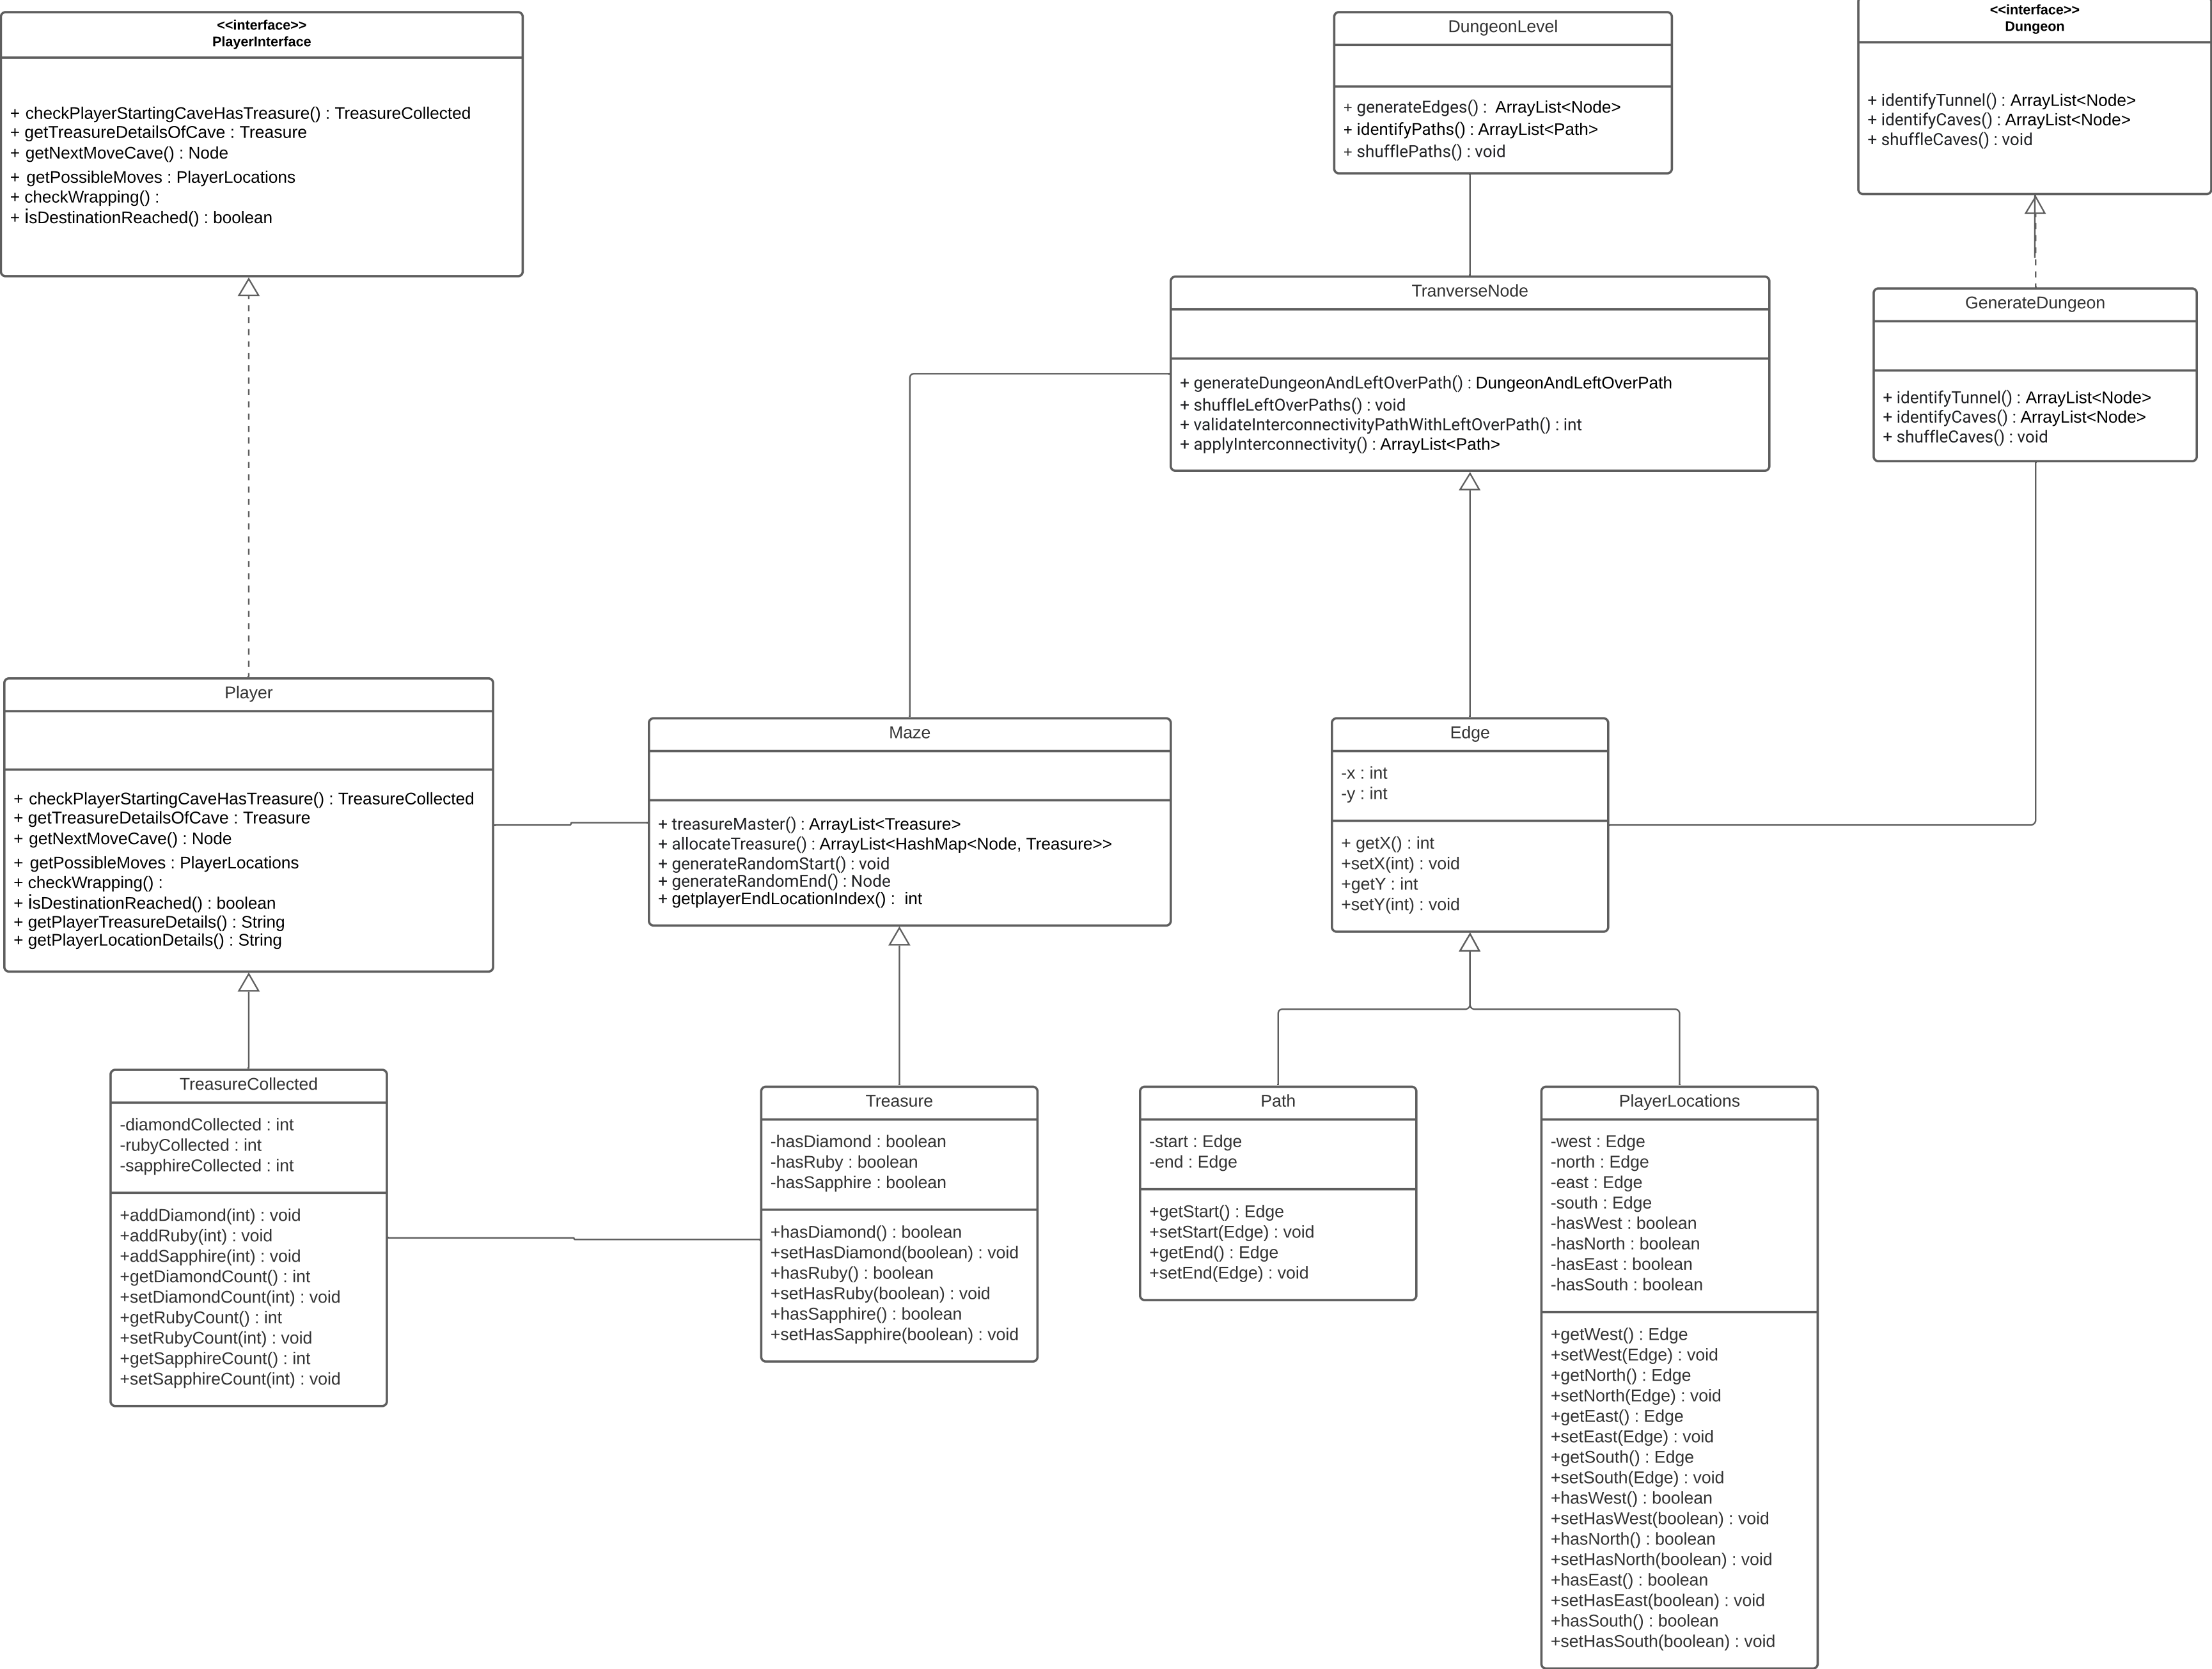 <<interface>>
PlayerInterface
+ checkPlayerStartingCaveHasTreasure() : TreasureCollected
+ getTreasureDetailsOfCave : Treasure
+ getNextMoveCave() : Node
+ getPossibleMoves : PlayerLocations
+ checkWrapping() :
+ isDestinationReached() : boolean
DungeonLevel
+ generateEdges() : ArrayList<Node>
+ identifyPaths() : ArrayList<Path>
+ shufflePaths() : void
<<interface>>
Dungeon
+ identifyTunnel() : ArrayList<Node>
+ identifyCaves() : ArrayList<Node>
+ shuffleCaves() : void
TranverseNode
+ generateDungeonAndLeftOverPath() : DungeonAndLeftOverPath
+ shuffleLeftOverPaths() : void
+ validateInterconnectivityPathWithLeftOverPath() : int
+ applyInterconnectivity() : ArrayList<Path>
GenerateDungeon
+ identifyTunnel() : ArrayList<Node>
+ identifyCaves() : ArrayList<Node>
+ shuffleCaves() : void
Player
+ checkPlayerStartingCaveHasTreasure() : TreasureCollected
+ getTreasureDetailsOfCave : Treasure
+ getNextMoveCave() : Node
+ getPossibleMoves : PlayerLocations
+ checkWrapping() :
+ isDestinationReached() : boolean
+ getPlayerTreasureDetails() : String
+ getPlayerLocationDetails() : String
Maze
+ treasureMaster() : ArrayList<Treasure>
+ allocateTreasure() : ArrayList<HashMap<Node, Treasure>>
+ generateRandomStart() : void
+ generateRandomEnd() : Node
+ getplayerEndLocationIndex() : int
Edge
-x : int
-y : int
+ getX() : int
+setX(int) : void
+getY : int
+setY(int) : void
TreasureCollected
-diamondCollected : int
-rubyCollected : int
-sapphireCollected : int
+addDiamond(int) : void
+addRuby(int) : void
+addSapphire(int) : void
+getDiamondCount() : int
+setDiamondCount(int) : void
+getRubyCount() : int
+setRubyCount(int) : void
+getSapphireCount() : int
+setSapphireCount(int) : void
Treasure
-hasDiamond : boolean
-hasRuby : boolean
-hasSapphire : boolean
+hasDiamond() : boolean
+setHasDiamond(boolean) : void
+hasRuby() : boolean
+setHasRuby(boolean) : void
+hasSapphire() : boolean
+setHasSapphire(boolean) : void
Path
-start : Edge
-end : Edge
+getStart() : Edge
+setStart(Edge) : void
+getEnd() : Edge
+setEnd(Edge) : void
PlayerLocations
-west : Edge
-north : Edge
-east : Edge
-south : Edge
-hasWest : boolean
-hasNorth : boolean
-hasEast : boolean
-hasSouth : boolean
+getWest() : Edge
+setWest(Edge) : void
+getNorth() : Edge
+setNorth(Edge) : void
+getEast() : Edge
+setEast(Edge) : void
+getSouth() : Edge
+setSouth(Edge) : void
+hasWest() : boolean
+setHasWest(boolean) : void
+hasNorth() : boolean
+setHasNorth(boolean) : void
+hasEast() : boolean
+setHasEast(boolean) : void
+hasSouth() : boolean
+setHasSouth(boolean) : void